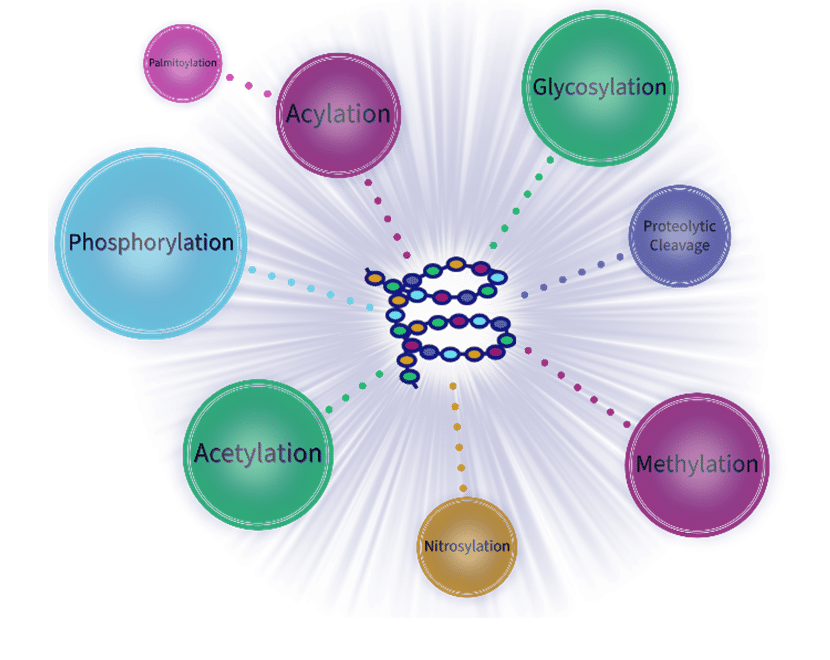 Palmitoylation
Acylation
Glycosylation
Phosphorylation
Proteolytic
Cleavage
Acetylation
Methylation
Nitrosylation